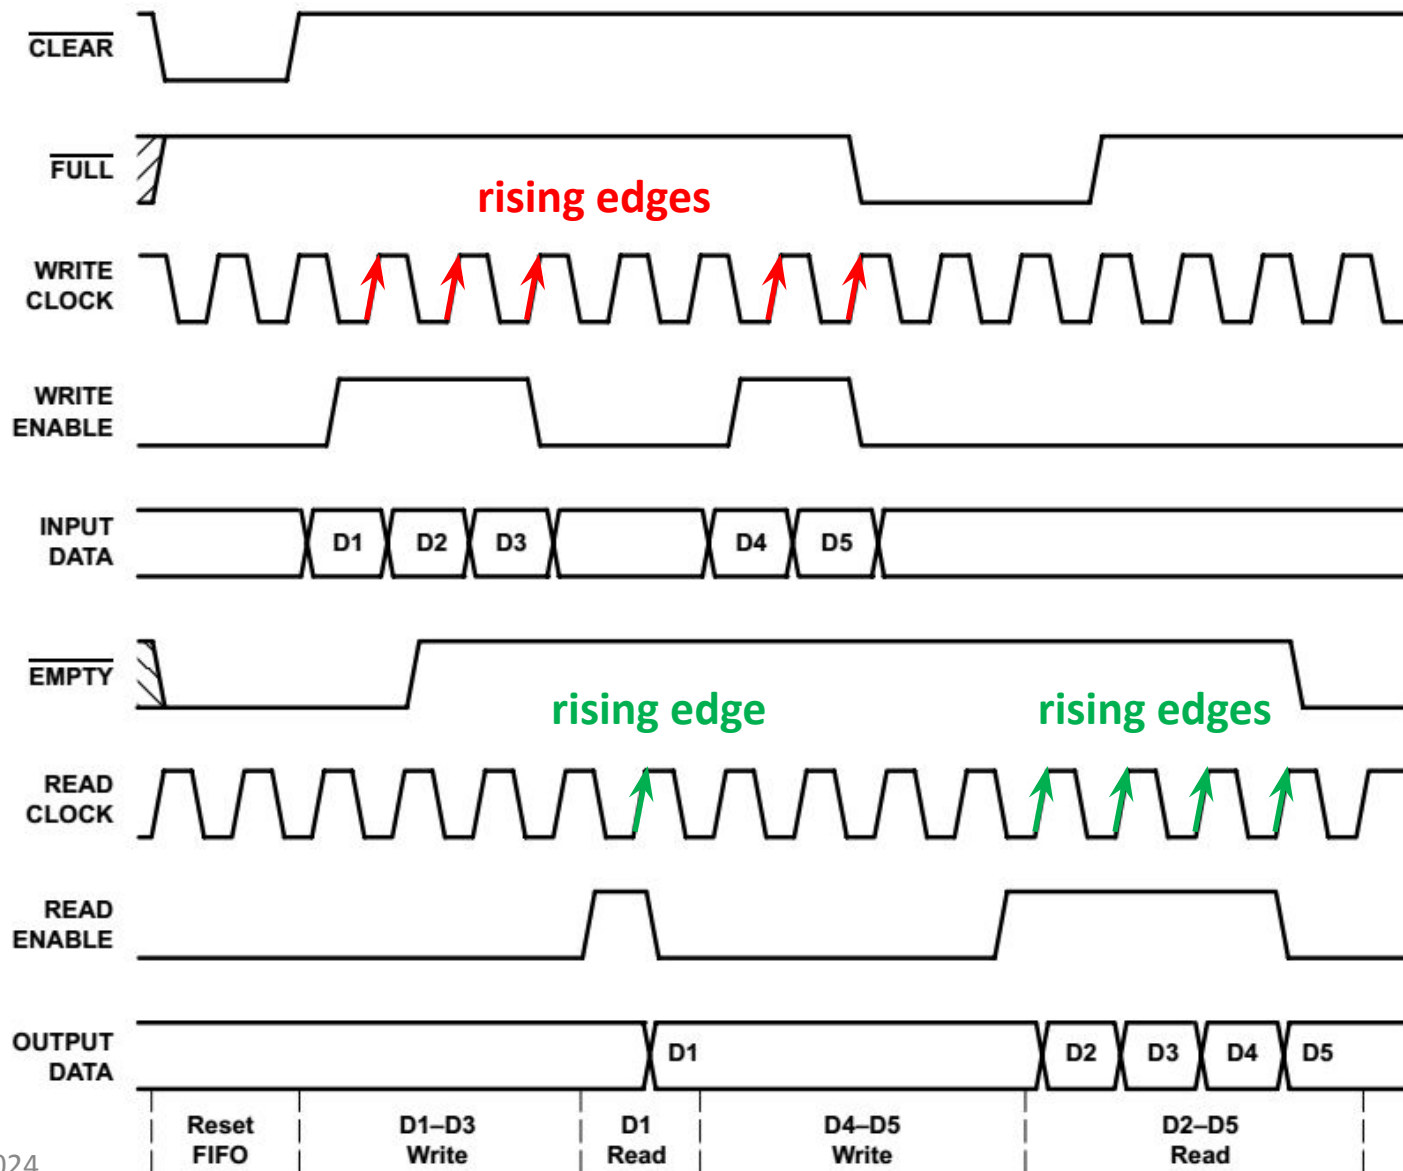 CLEAR
FULL
rising edges
WRITE
CLOCK
WRITE
ENABLE
INPUT
DATA
D1 D2 D3 D4 D5
EMPTY
rising edge rising edges
READ
CLOCK
READ
ENABLE
OUTPUT
DATA
D1 D2 D3 D4 D5
Reset D1–D3 D1 D4–D5 D2–D5
FIFO Write Read Write Read
024